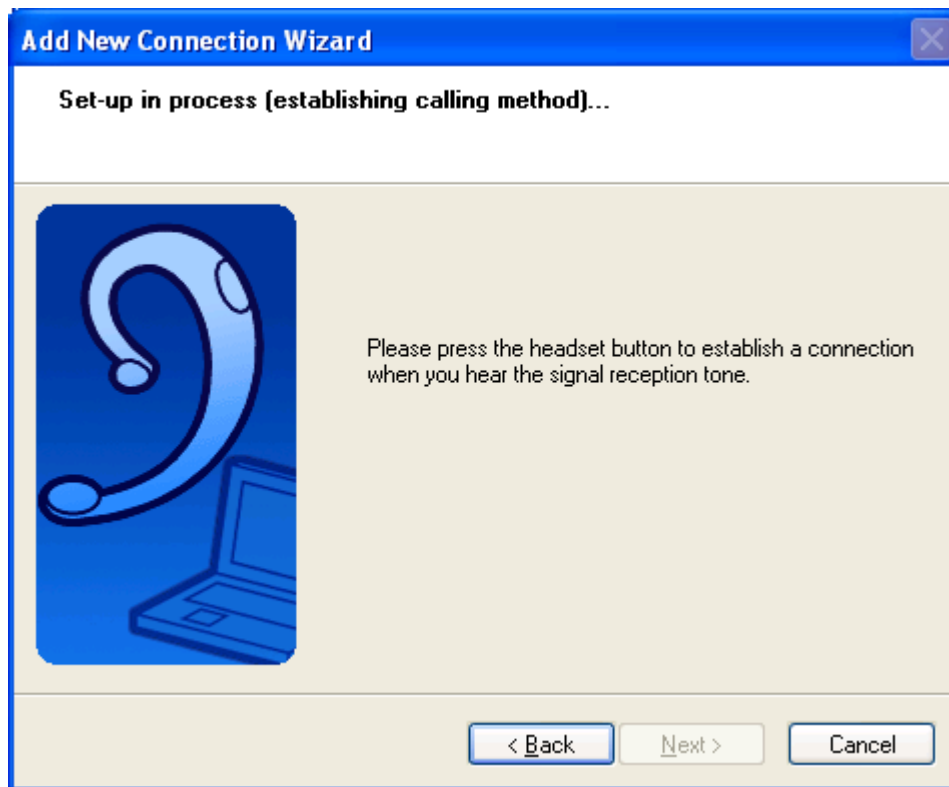 Add New Connection Wizard
Set-up in process (establishing calling method)...
Please press the headset button to establish a connection
when you hear the signal reception tone.
< Back
Next >
Cancel